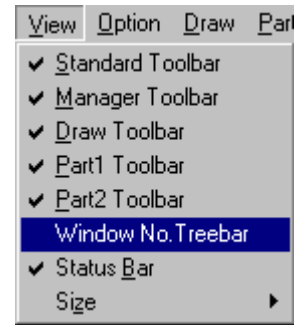 View Option Draw Part
Standard Toolbar
Manager Toolbar
Draw Toolbar
Part1 Toolbar
Part2 Toolbar
Window No.Treebar
Status Bar
Size